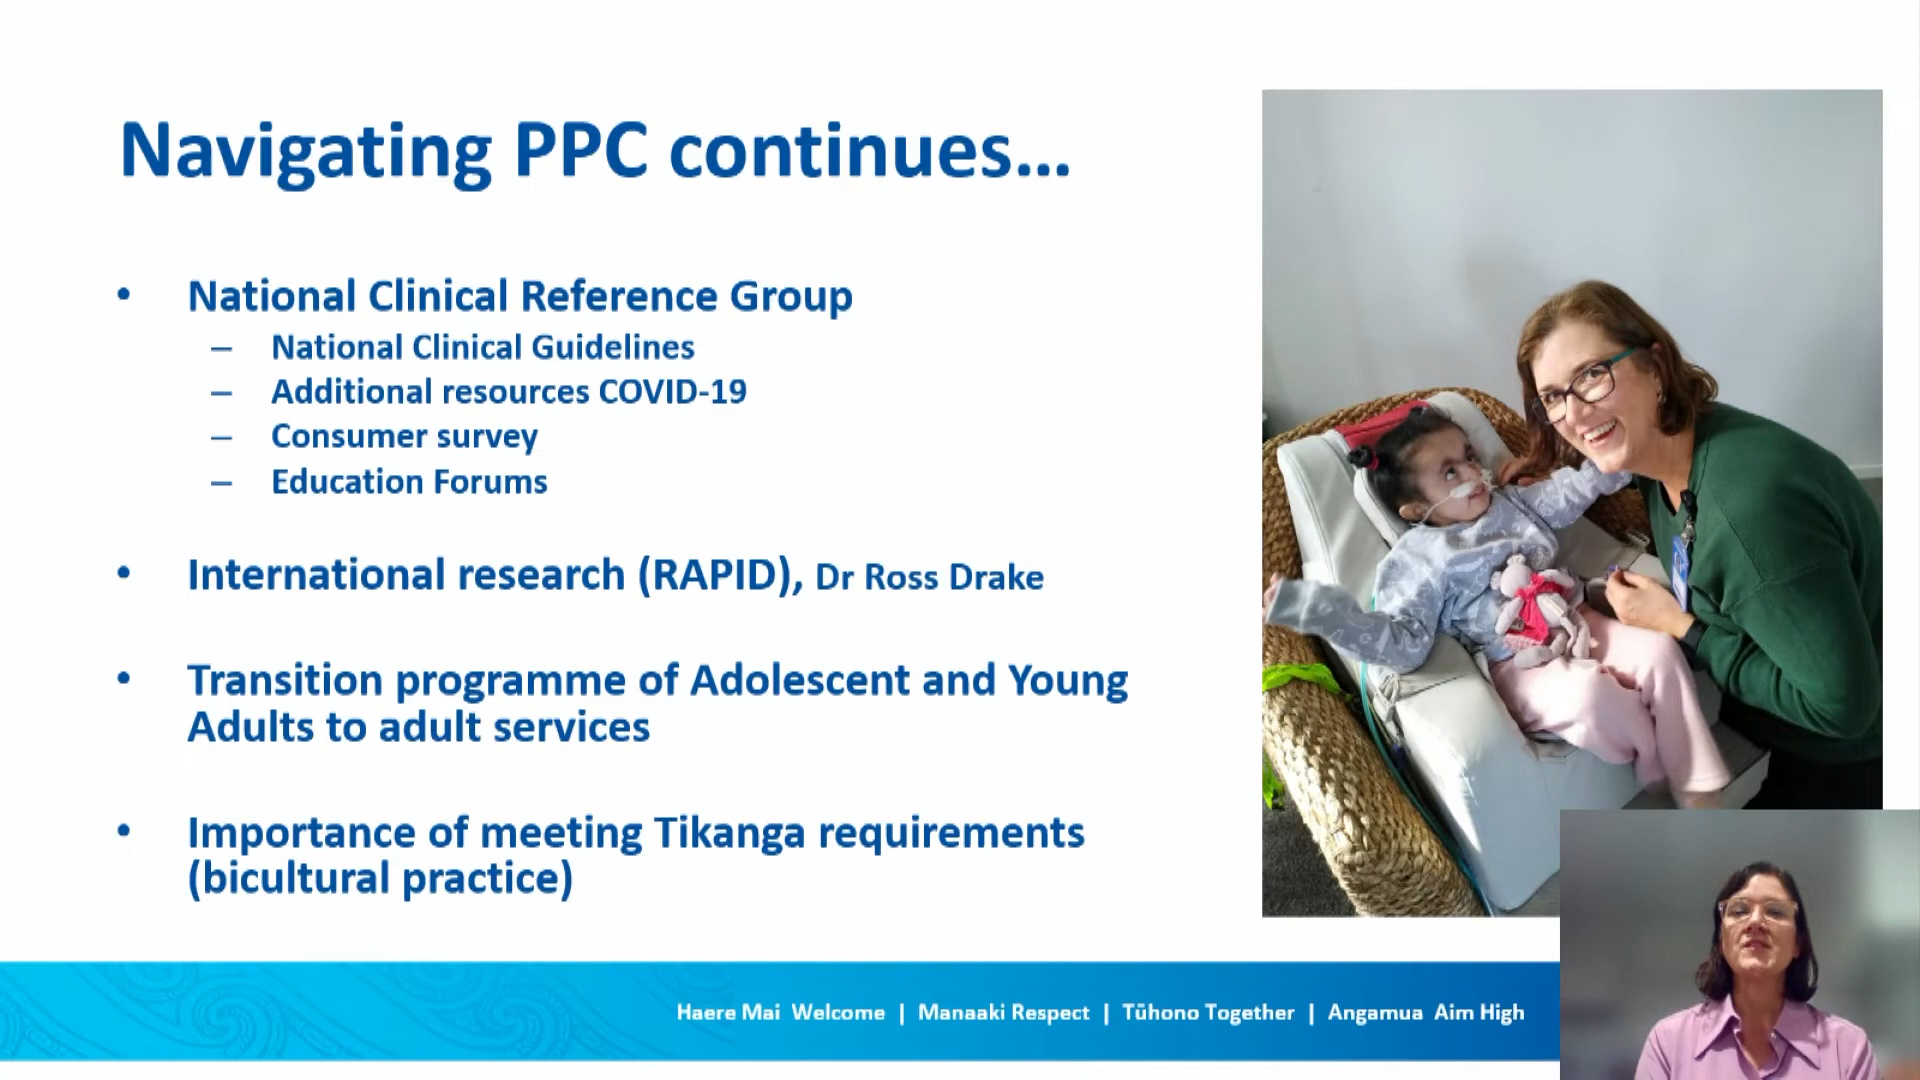 Navigating PPC continues...
• National Clinical Reference Group
– National Clinical Guidelines
– Additional resources COVID-19
– Consumer survey
– Education Forums
• International research (RAPID), Dr Ross Drake
• Transition programme of Adolescent and Young
Adults to adult services
• Importance of meeting Tikanga requirements
(bicultural practice)
Haere Mai Welcome | Manaaki Respect | Tūhono Together | Angamua Aim High